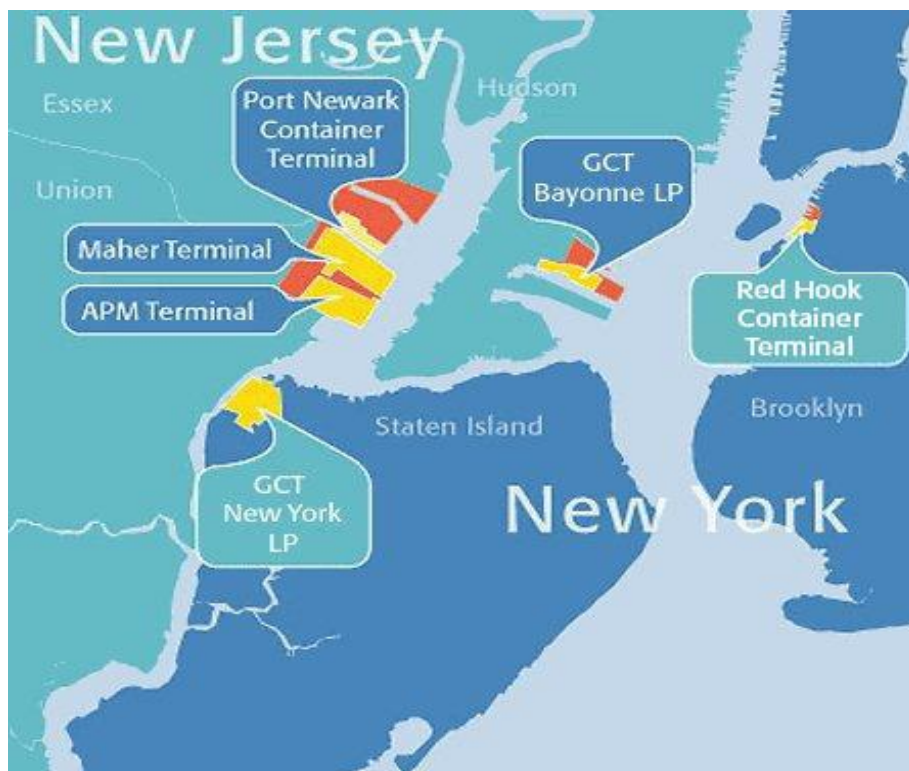 New Jersey
Essex
Hudson
Port Newark
Container
Terminal
GCT
Bayonne LP
Union
Maher Terminal
APM Terminal
Red Hook
Container
Terminal
Staten Island
Brooklyn
GCT
New York
LP
New York